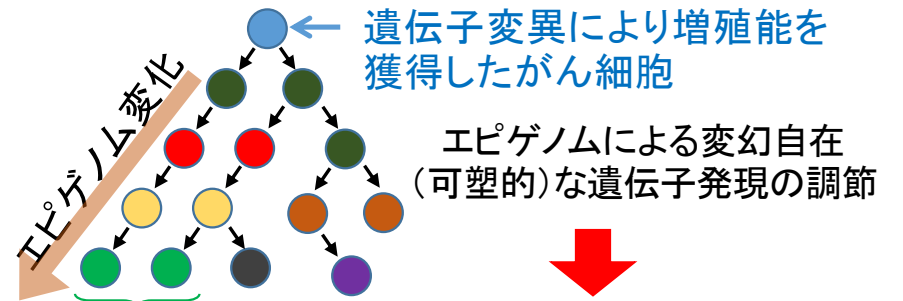 遺伝子変異により増殖能を
獲得したがん細胞
エピゲノム変化
エピゲノムによる変幻自在
(可塑的)な遺伝子発現の調節